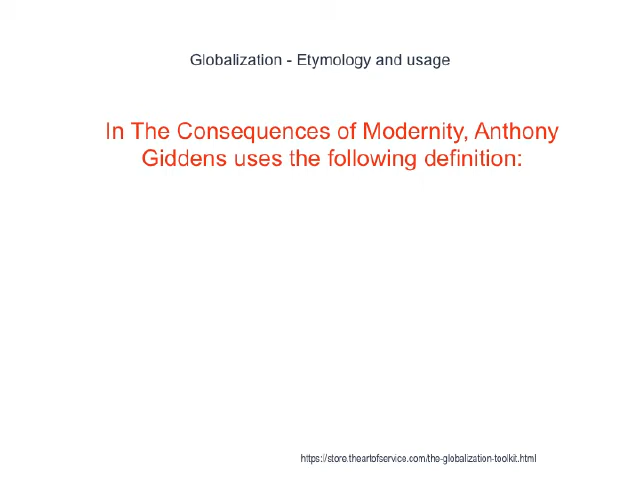 Globalization - Etymology and usage
In The Consequences of Modernity, Anthony
Giddens uses the following definition:
https://store.theartofservice.com/the-globalization-toolkit.html